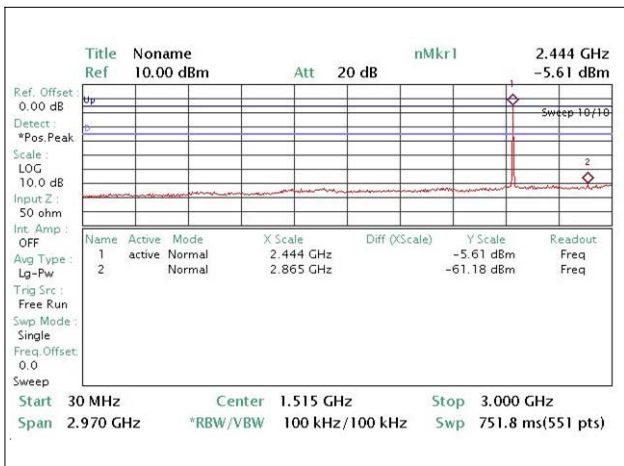 Title Noname nMkr1 2.444 GHz
Ref 10.00 dBm Att 20 dB -5.61 dBm
Ref. Offset :
0.00 dB
Detect :
*Pos.Peak
Scale :
LOG
10.0 dB
Input Z :
50 ohm
Int. Amp :
OFF
Avg Type :
Lg-Pw
Trig Src :
Free Run
Swp Mode :
Single
Freq.Offset:
0.0
Sweep
1
Up
Sweep 10/10
D
2
Name Active Mode X Scale Diff (XScale) Y Scale Readout
1 active Normal 2.444 GHz -5.61 dBm Freq
2 Normal 2.865 GHz -61.18 dBm Freq
Start 30 MHz Center 1.515 GHz Stop 3.000 GHz
Span 2.970 GHz *RBW/VBW 100 kHz/100 kHz Swp 751.8 ms(551 pts)